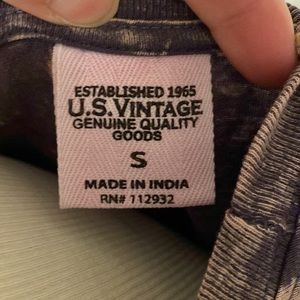 ESTABLISHED 1965
U.S. VINTAGE
GENUINE QUALITY
GOODS
S
MADE IN INDIA
RN# 112932